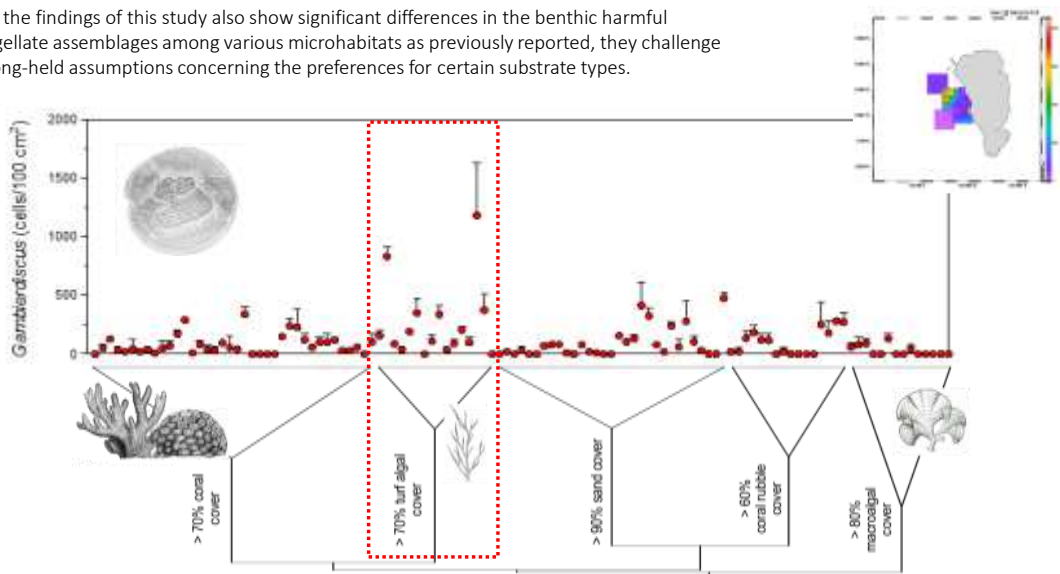 the findings of this study also show significant differences in the benthic harmful
gellate assemblages among various microhabitats as previously reported, they challenge
ong-held assumptions concerning the preferences for certain substrate types.
2000
1500
1000
500
0
Gambierdiscus (cells/100 cm²)
> 70% coral
cover
> 70% turf algal
cover
> 90% sand cover
> 60%
coral rubble
cover
> 80%
macroalgal
cover